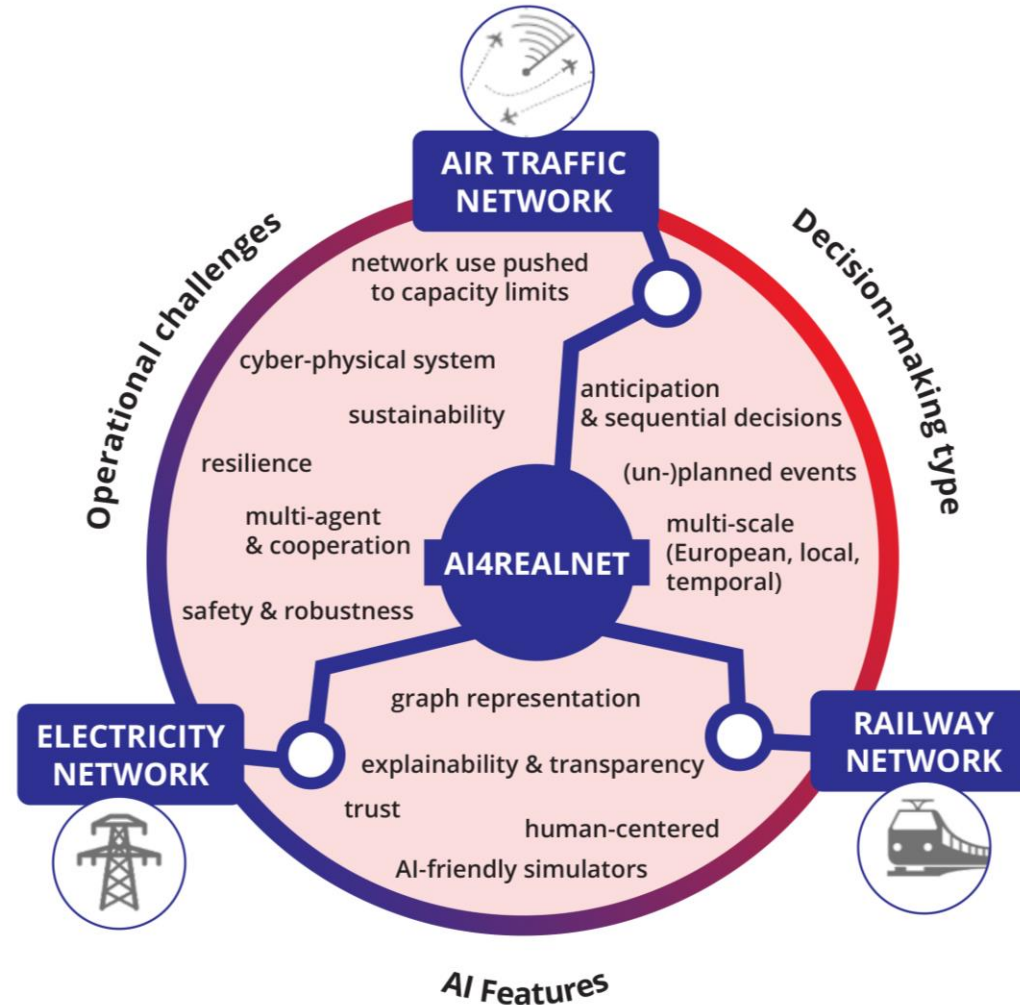 AIR TRAFFIC
NETWORK
Operational challenges
Decision-making type
network use pushed
to capacity limits
cyber-physical system
sustainability
resilience
multi-agent
& cooperation
safety & robustness
anticipation
& sequential decisions
(un-)planned events
multi-scale
(European, local,
temporal)
AI4REALNET
ELECTRICITY
NETWORK
RAILWAY
NETWORK
graph representation
explainability & transparency
trust
human-centered
AI-friendly simulators
AI Features